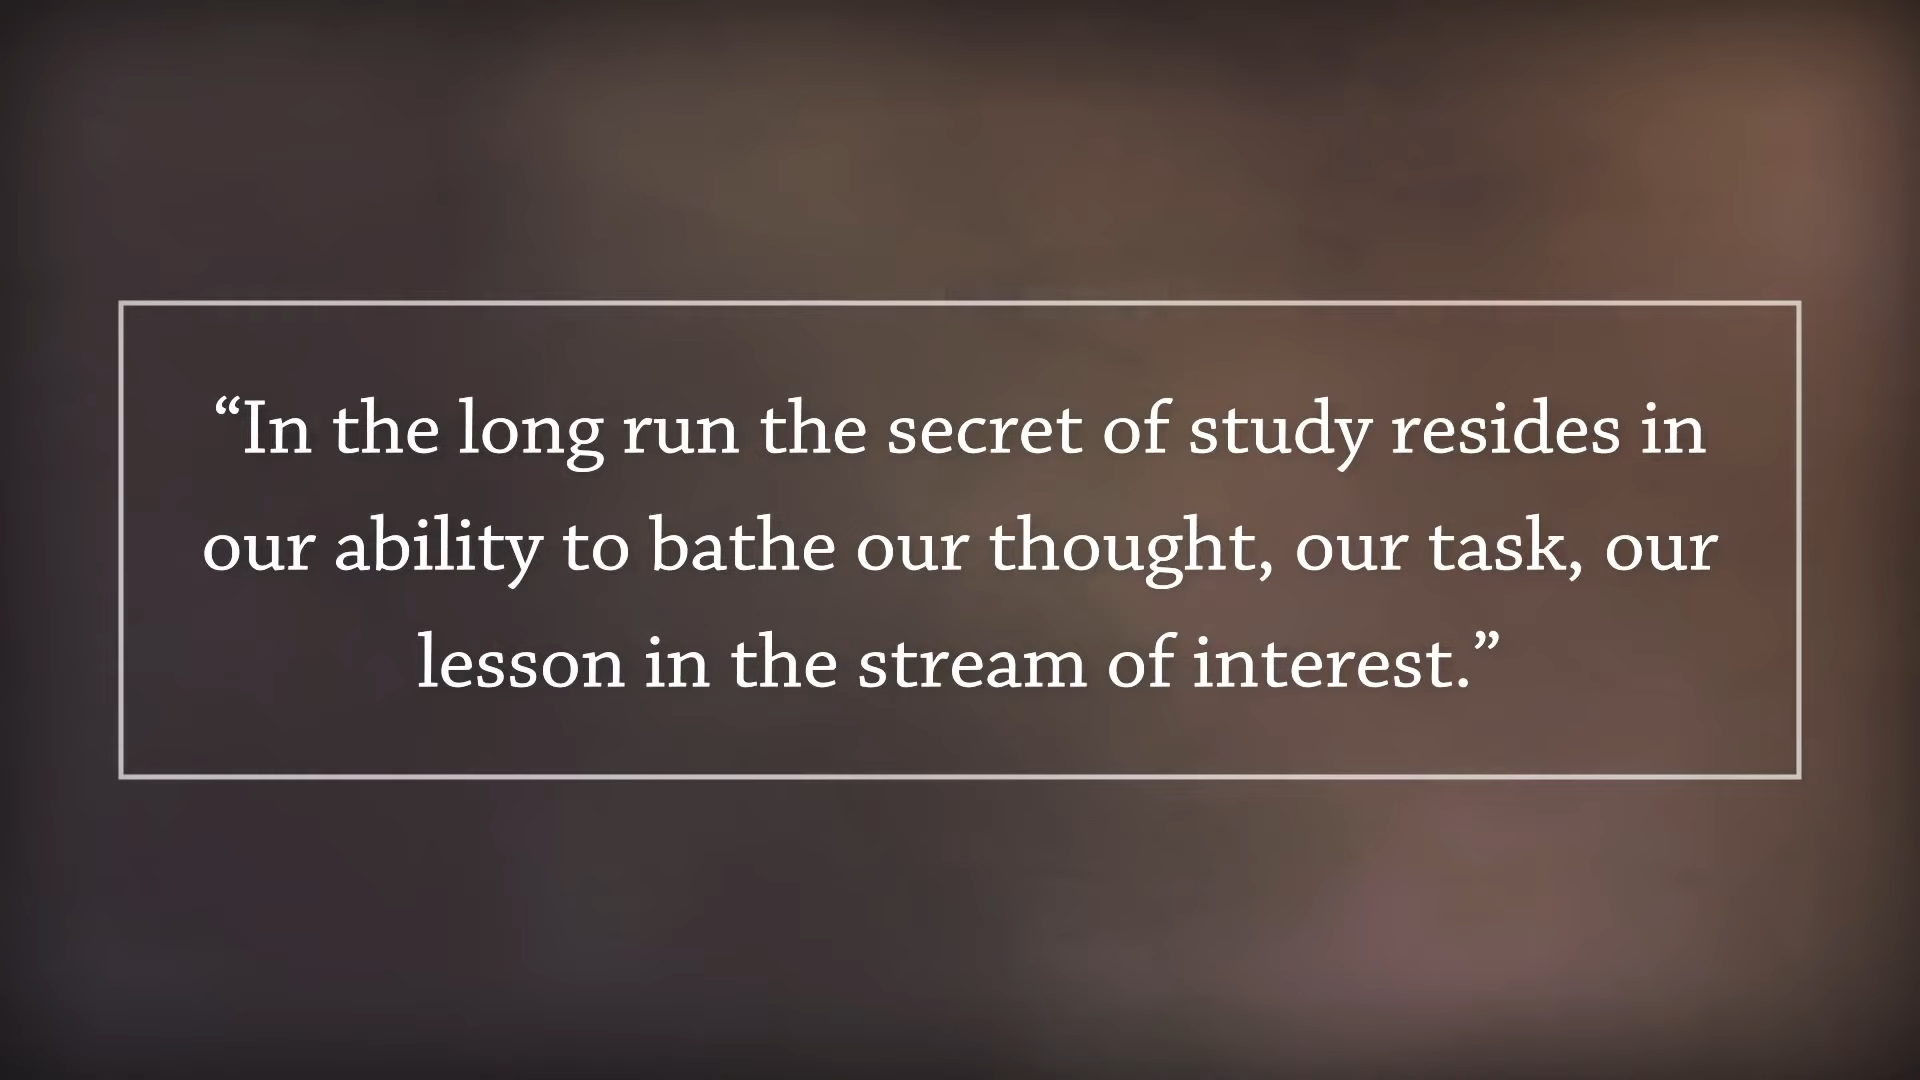 “In the long run the secret of study resides in
our ability to bathe our thought, our task, our
lesson in the stream of interest.”